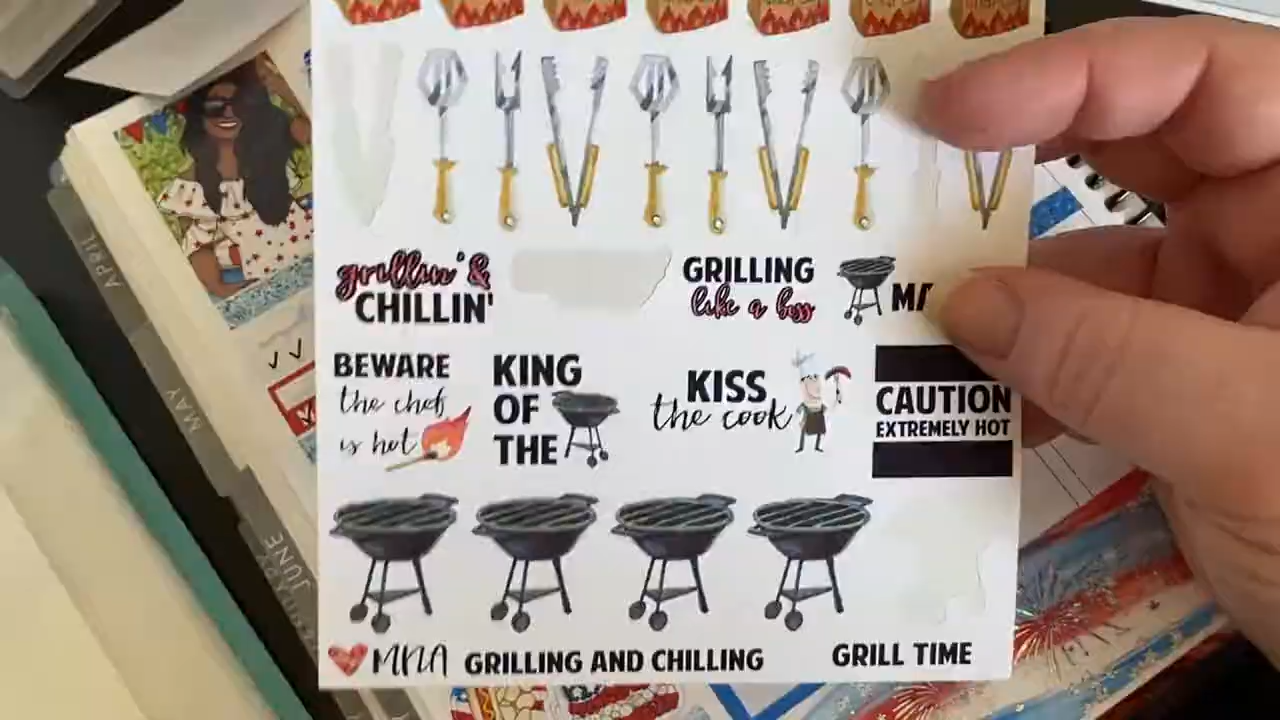 grillin' &
CHILLIN'
GRILLING
like a boss
BEWARE
the chef
is hot
KING
OF
THE
KISS
the cook
CAUTION
EXTREMELY HOT
MNA
GRILLING AND CHILLING
GRILL TIME
APRIL
MAY
JUNE